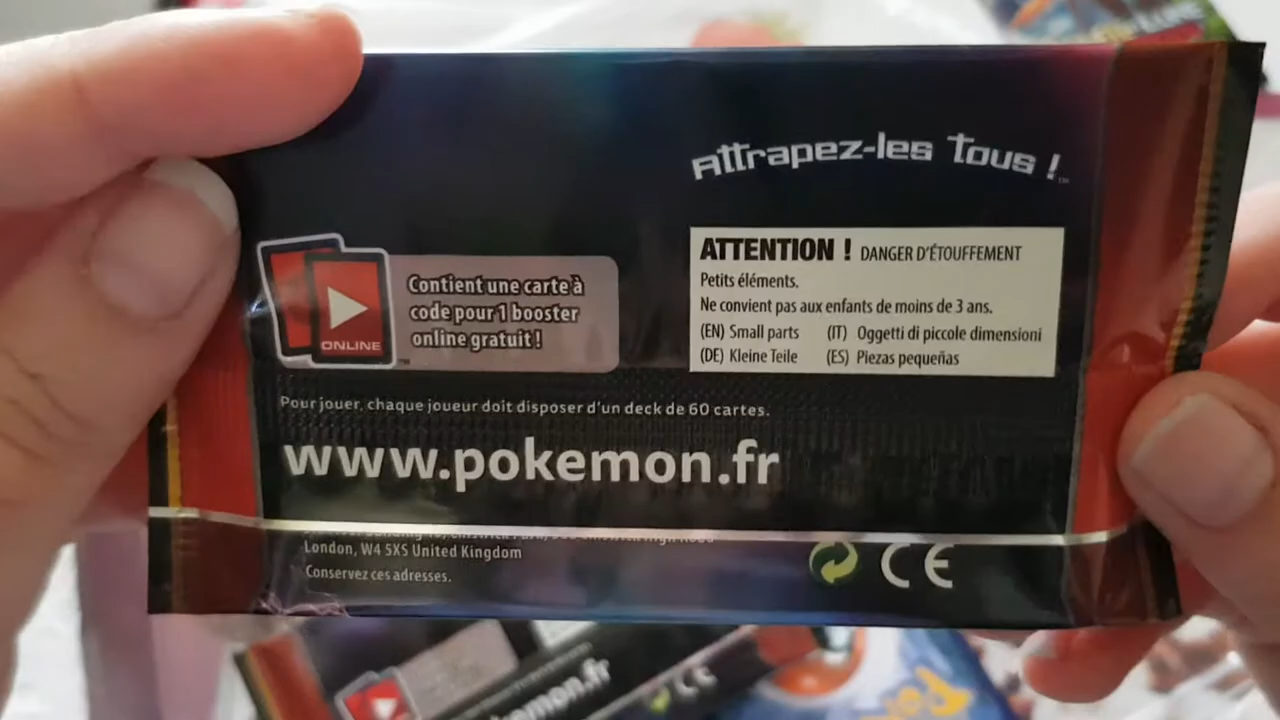 Attrapez-les Tous !
ATTENTION ! DANGER D'ÉTOUFFEMENT
Petits éléments.
Ne convient pas aux enfants de moins de 3 ans.
(EN) Small parts (IT) Oggetti di piccole dimensioni
(DE) Kleine Teile (ES) Piezas pequeñas
ONLINE
Contient une carte à
code pour 1 booster
online gratuit !
Pour jouer, chaque joueur doit disposer d'un deck de 60 cartes.
www.pokemon.fr
London, W4 5XS United Kingdom
Conservez ces adresses.
CE
kemon.fr
CE